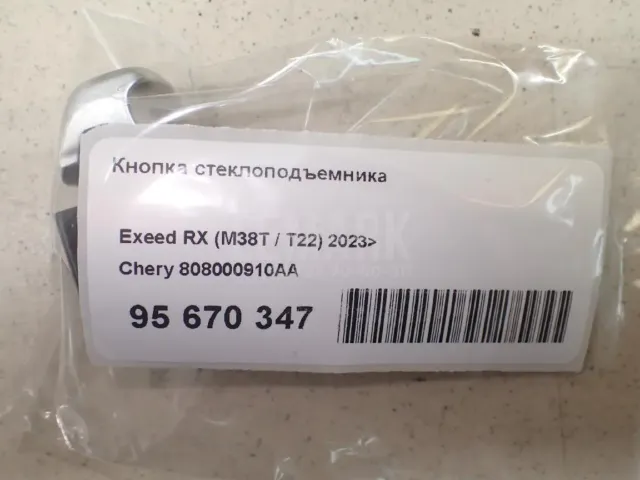 Кнопка стеклоподъемника
Exeed RX (M38T / T22) 2023>
Chery 808000910AA
95 670 347